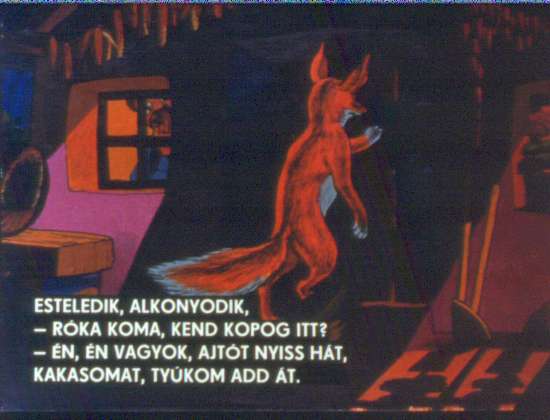 ESTELEDIK, ALKONYODIK,
– RÓKA KOMA, KEND KOPOG ITT?
– ÉN, ÉN VAGYOK, AJTÓT NYISS HÁT,
KAKASOMAT, TYÚKOM ADD ÁT.